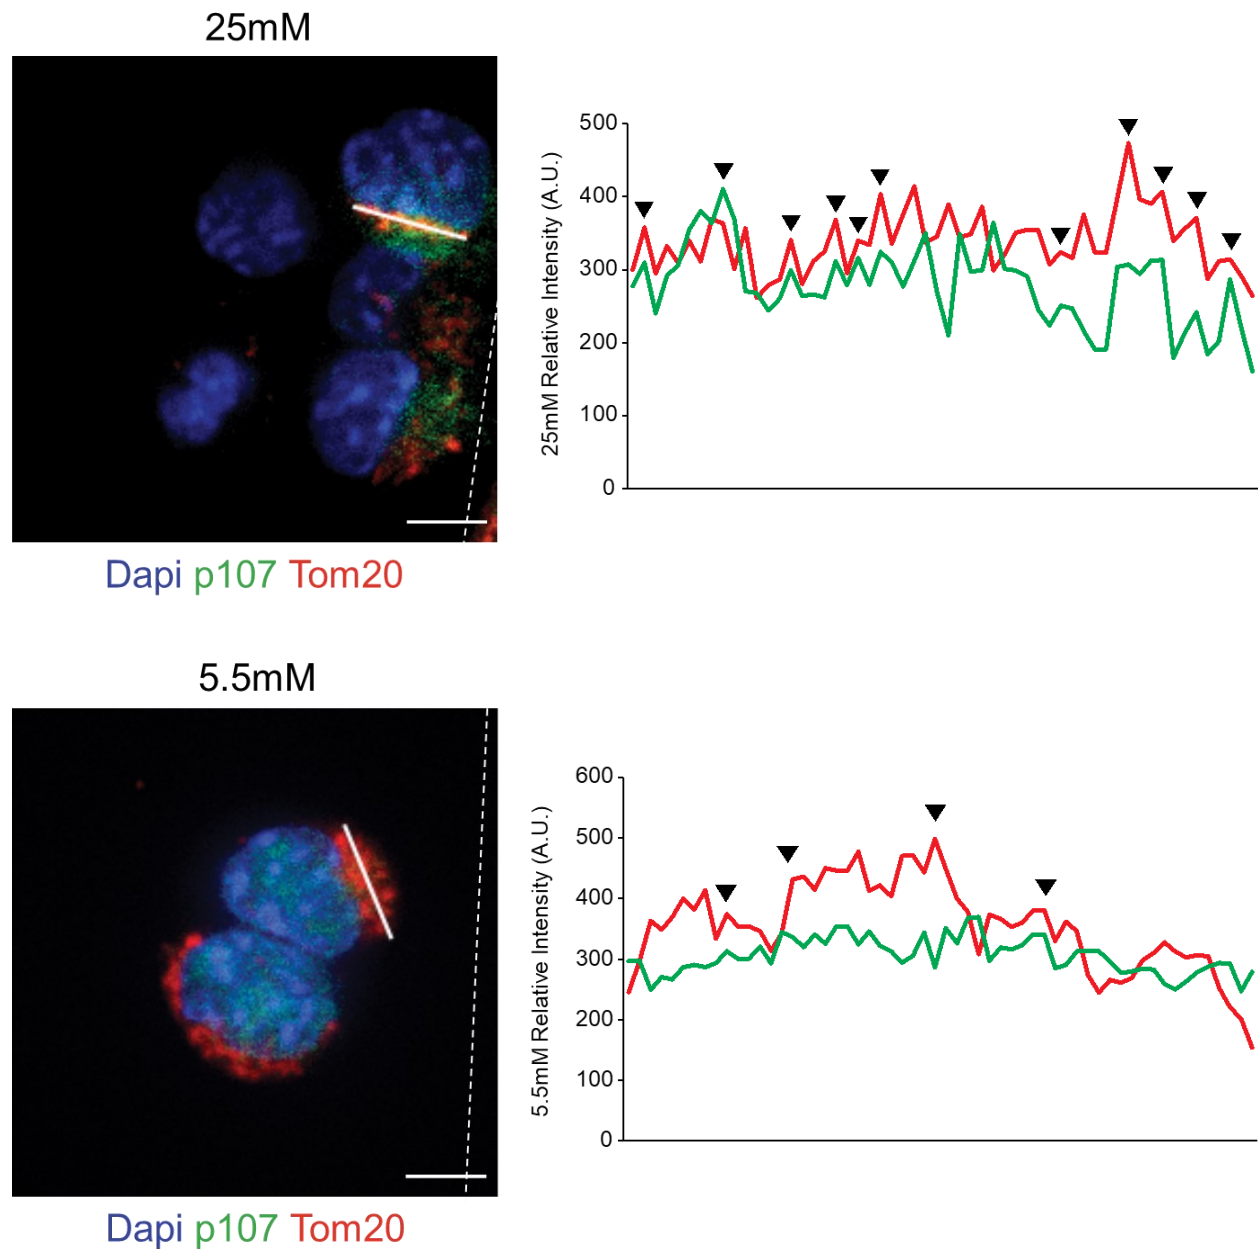 25mM
25mM Relative Intensity (A.U.)
500
400
300
200
100
0
Dapi p107 Tom20
5.5mM
5.5mM Relative Intensity (A.U.)
600
500
400
300
200
100
0
Dapi p107 Tom20